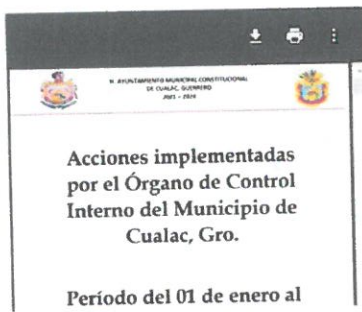 H. AYUNTAMIENTO MUNICIPAL CONSTITUCIONAL
DE CUALAC, GUERRERO
2021 - 2024
Acciones implementadas
por el Órgano de Control
Interno del Municipio de
Cualac, Gro.
Período del 01 de enero al